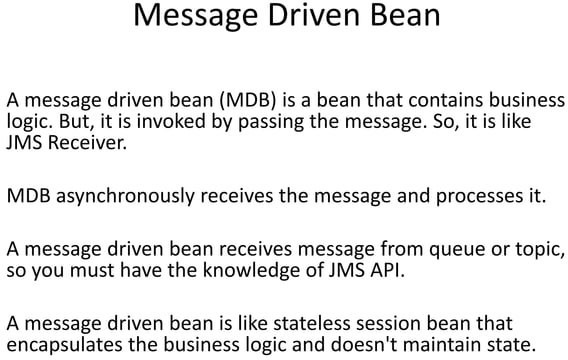 Message Driven Bean
A message driven bean (MDB) is a bean that contains business
logic. But, it is invoked by passing the message. So, it is like
JMS Receiver.
MDB asynchronously receives the message and processes it.
A message driven bean receives message from queue or topic,
so you must have the knowledge of JMS API.
A message driven bean is like stateless session bean that
encapsulates the business logic and doesn't maintain state.